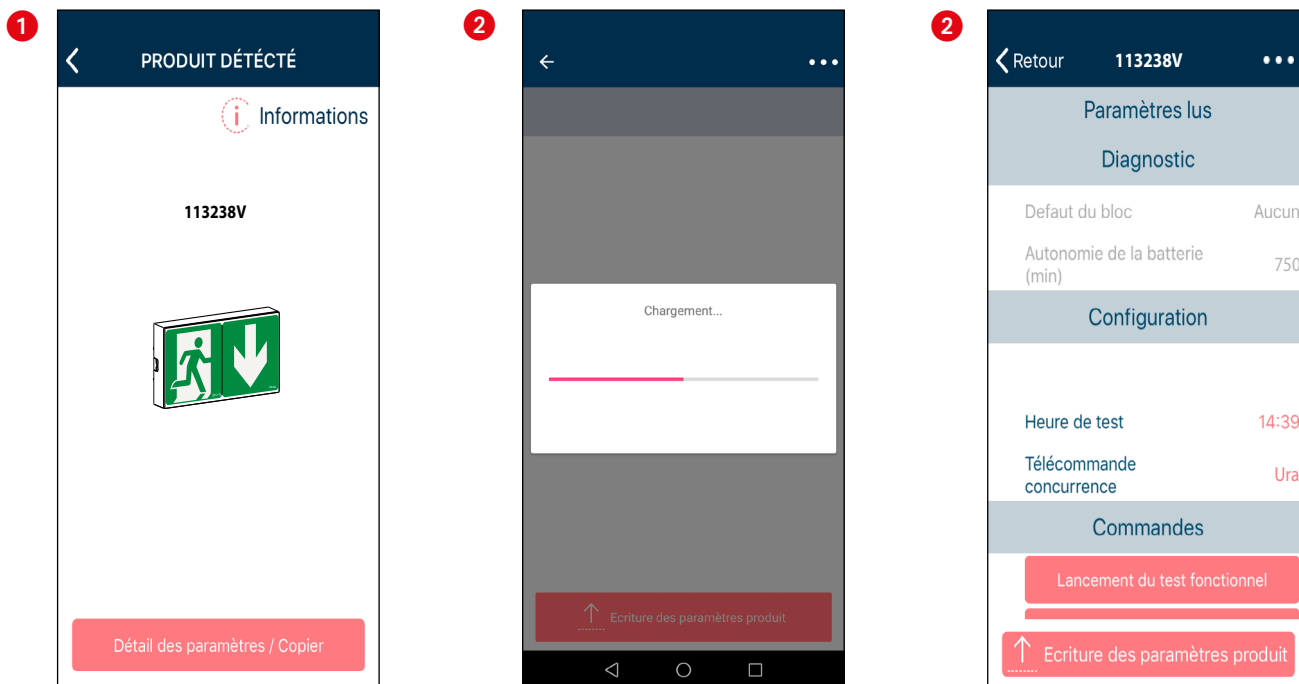 1
PRODUIT DÉTÉCTÉ
Informations
113238V
Détail des paramètres / Copier
2
Chargement...
Ecriture des paramètres produit
2
Retour 113238V
Paramètres lus
Diagnostic
Defaut du bloc Aucun
Autonomie de la batterie
(min) 750
Configuration
Heure de test 14:39
Télécommande
concurrence Ura
Commandes
Lancement du test fonctionnel
Ecriture des paramètres produit